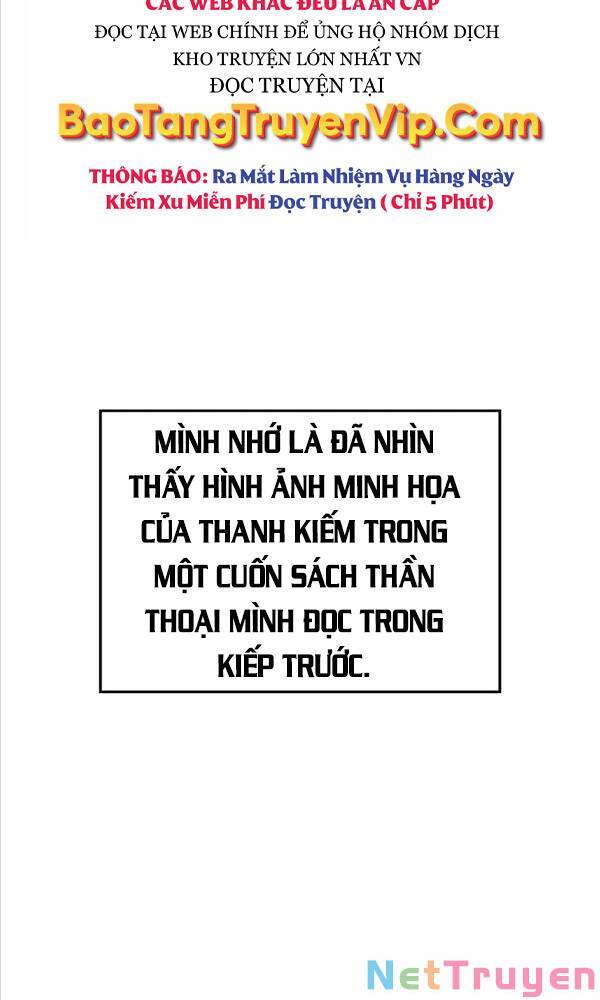 CÁC WEB KHÁC ĐỀU LÀ ĂN CẮP
ĐỌC TẠI WEB CHÍNH ĐỂ ỦNG HỘ NHÓM DỊCH
KHO TRUYỆN LỚN NHẤT VN
ĐỌC TRUYỆN TẠI
BaoTangTruyenVip.Com
THÔNG BÁO: Ra Mắt Làm Nhiệm Vụ Hàng Ngày
Kiếm Xu Miễn Phí Đọc Truyện ( Chỉ 5 Phút)
MÌNH NHỚ LÀ ĐÃ NHÌN
THẤY HÌNH ẢNH MINH HỌA
CỦA THANH KIẾM TRONG
MỘT CUỐN SÁCH THẦN
THOẠI MÌNH ĐỌC TRONG
KIẾP TRƯỚC.
NetTruyen